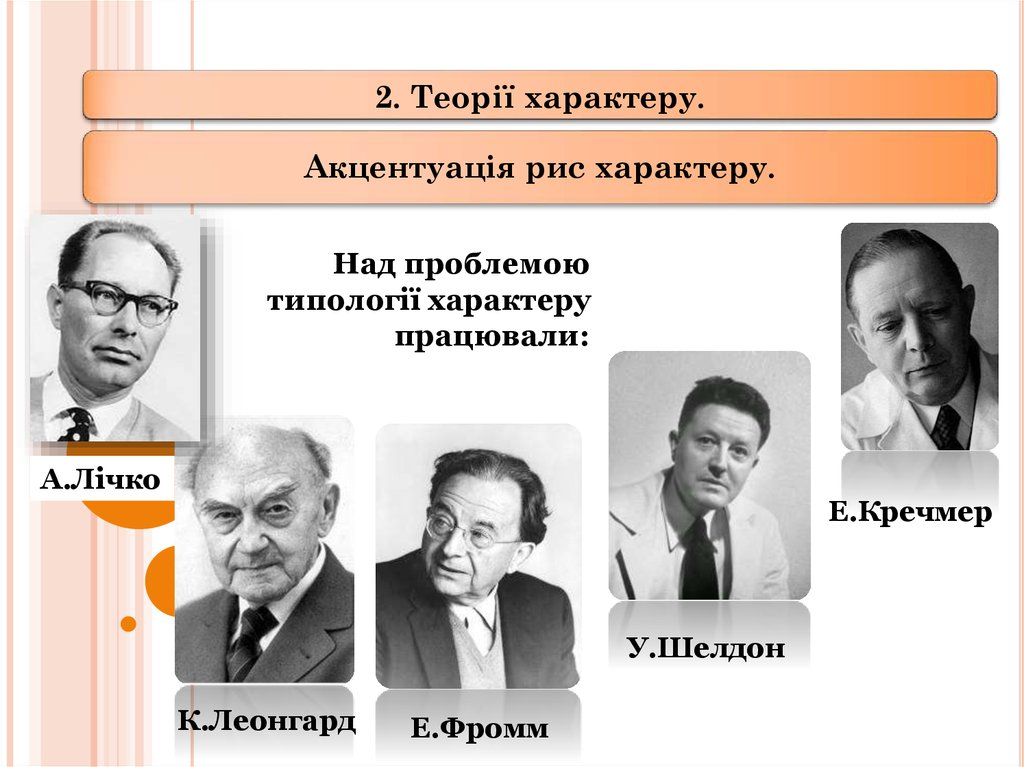 2. Теорії характеру.
Акцентуація рис характеру.
Над проблемою
типології характеру
працювали:
А.Лічко
Е.Кречмер
У.Шелдон
К.Леонгард
Е.Фромм